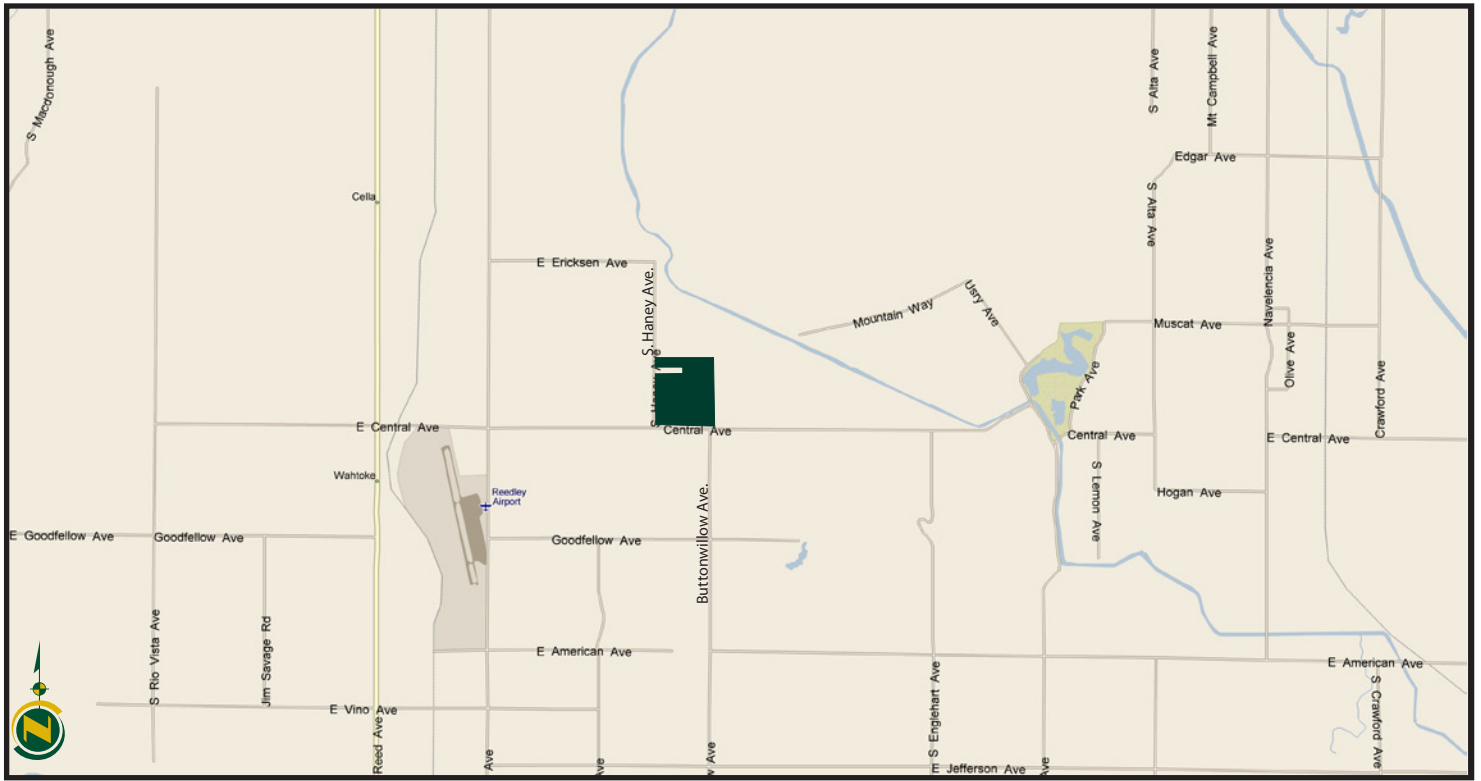 S Macdonough Ave
S Alta Ave
Mt Campbell Ave
Edgar Ave
Cella
S Alta Ave
E Ericksen Ave
S. Haney Ave.
Navelencia Ave
Mountain Way
Usry Ave
Muscat Ave
Olive Ave
Park Ave
Crawford Ave
E Central Ave
Central Ave
Central Ave
E Central Ave
Wahtoke
Reedley
Airport
S Lemon Ave
Hogan Ave
E Goodfellow Ave
Goodfellow Ave
Goodfellow Ave
Buttonwillow Ave.
S Rio Vista Ave
Jim Savage Rd
E American Ave
E American Ave
S Englehart Ave
S Crawford Ave
E Vino Ave
Reed Ave
Ave
Ave
Ave
E Jefferson Ave
Ave
N